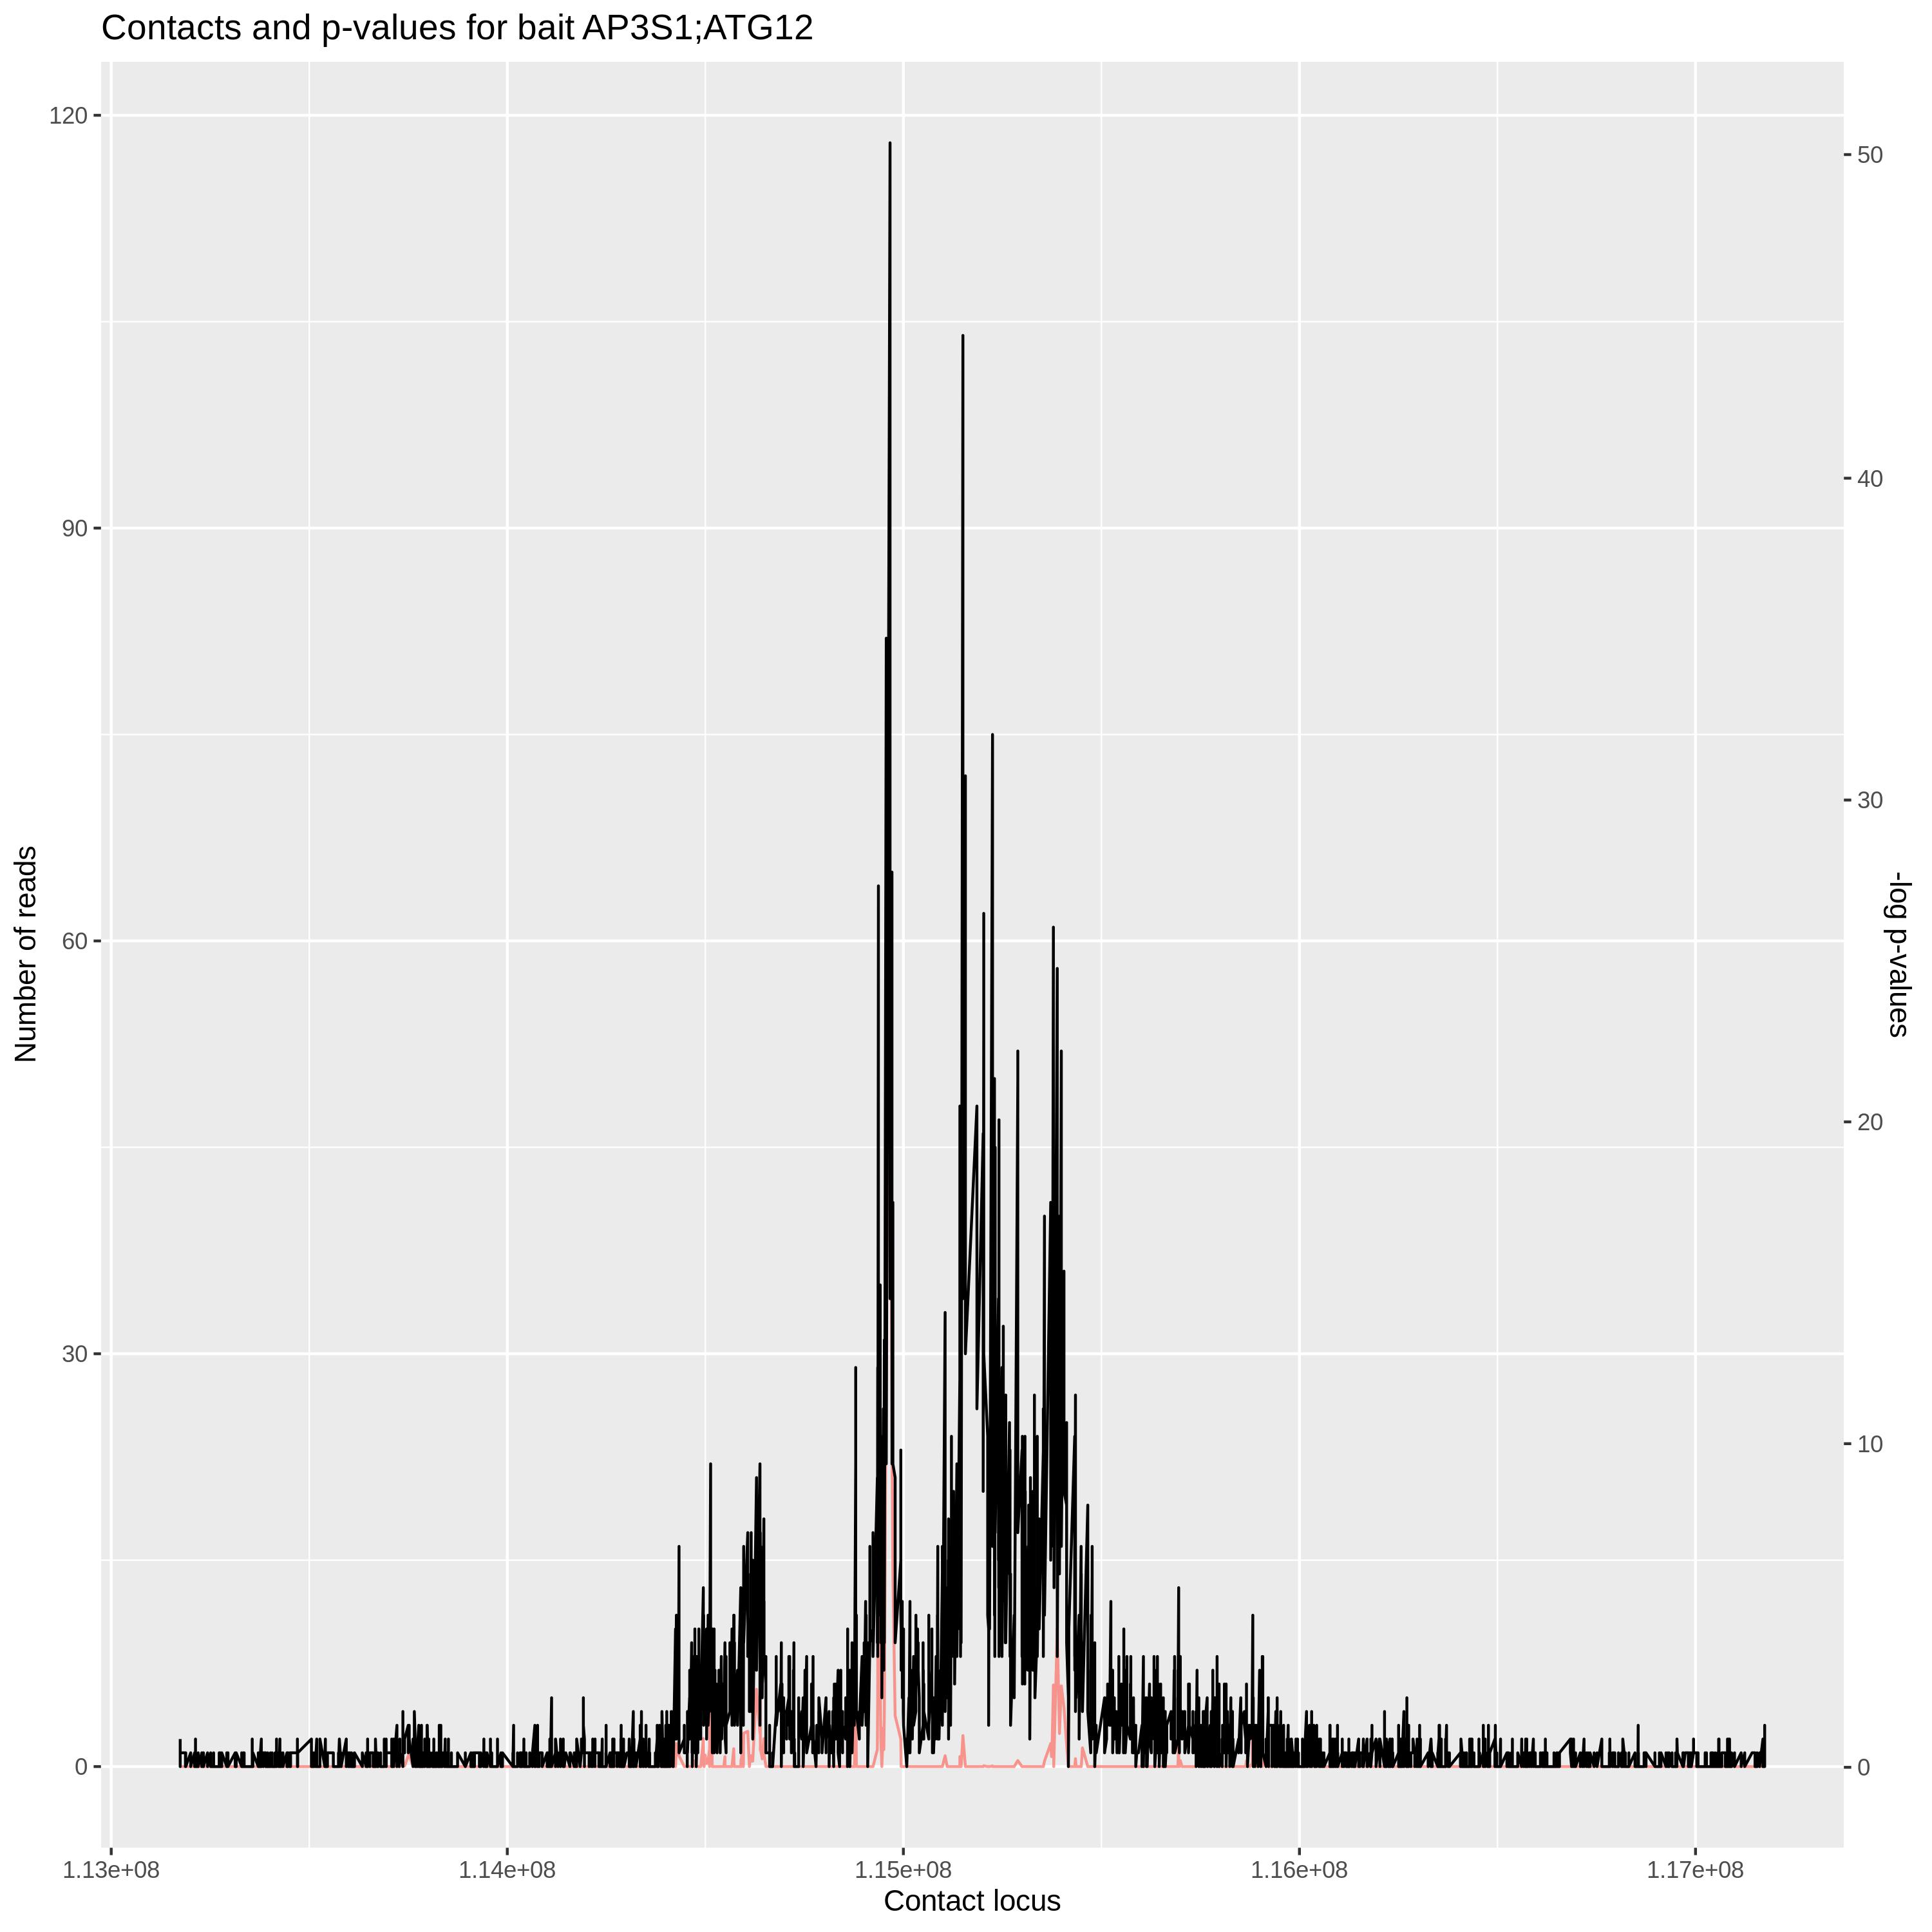 Contacts and p-values for bait AP3S1;ATG12
120
90
60
30
0
Number of reads
50
40
30
20
10
0
-log p-values
1.13e+08
1.14e+08
1.15e+08
1.16e+08
1.17e+08
Contact locus